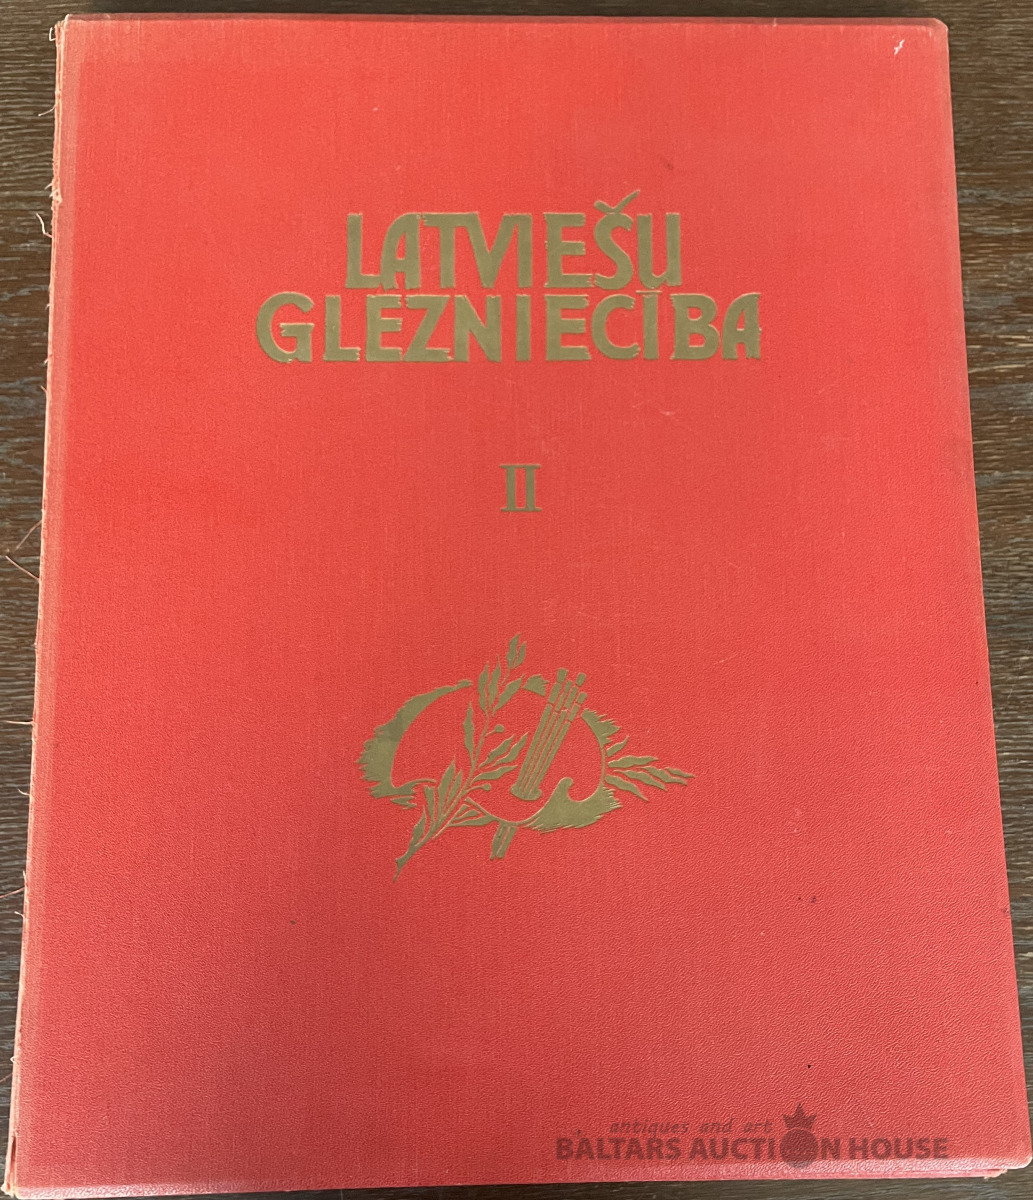 LATVIEŠU
GLEZNIECĪBA
II
antiques and art
BALTARS AUCTION HOUSE